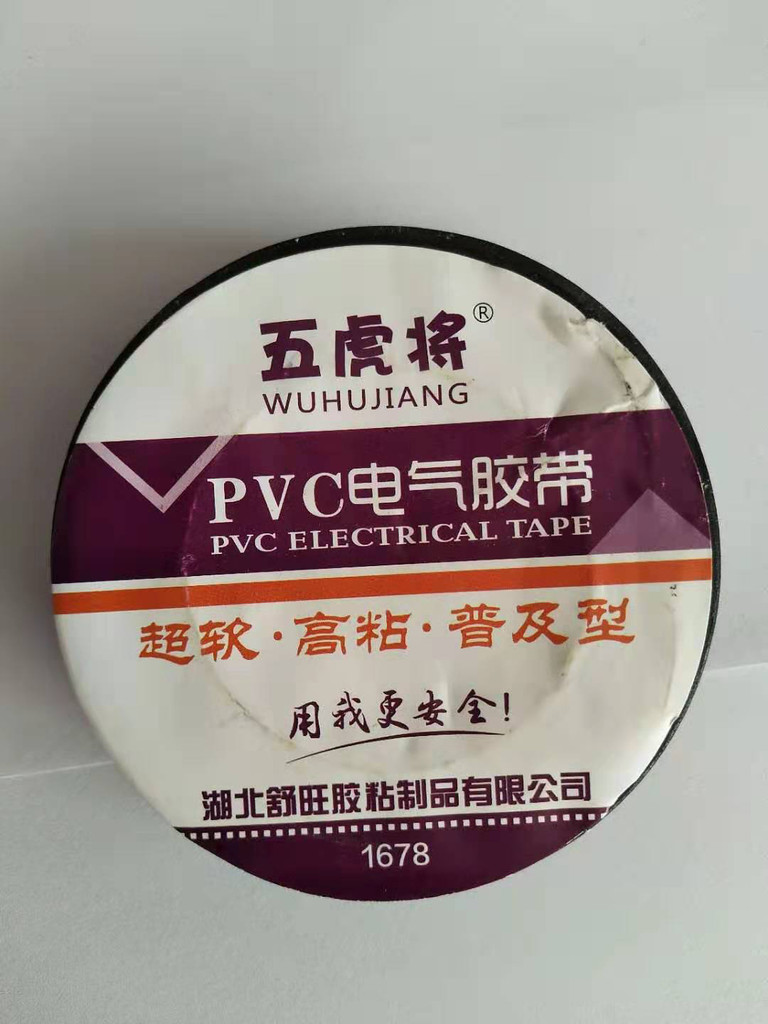 五虎将®
WUHUJIANG
PVC电气胶带
PVC ELECTRICAL TAPE
超软·高粘·普及型
用我更安全!
湖北舒旺胶粘制品有限公司
1678